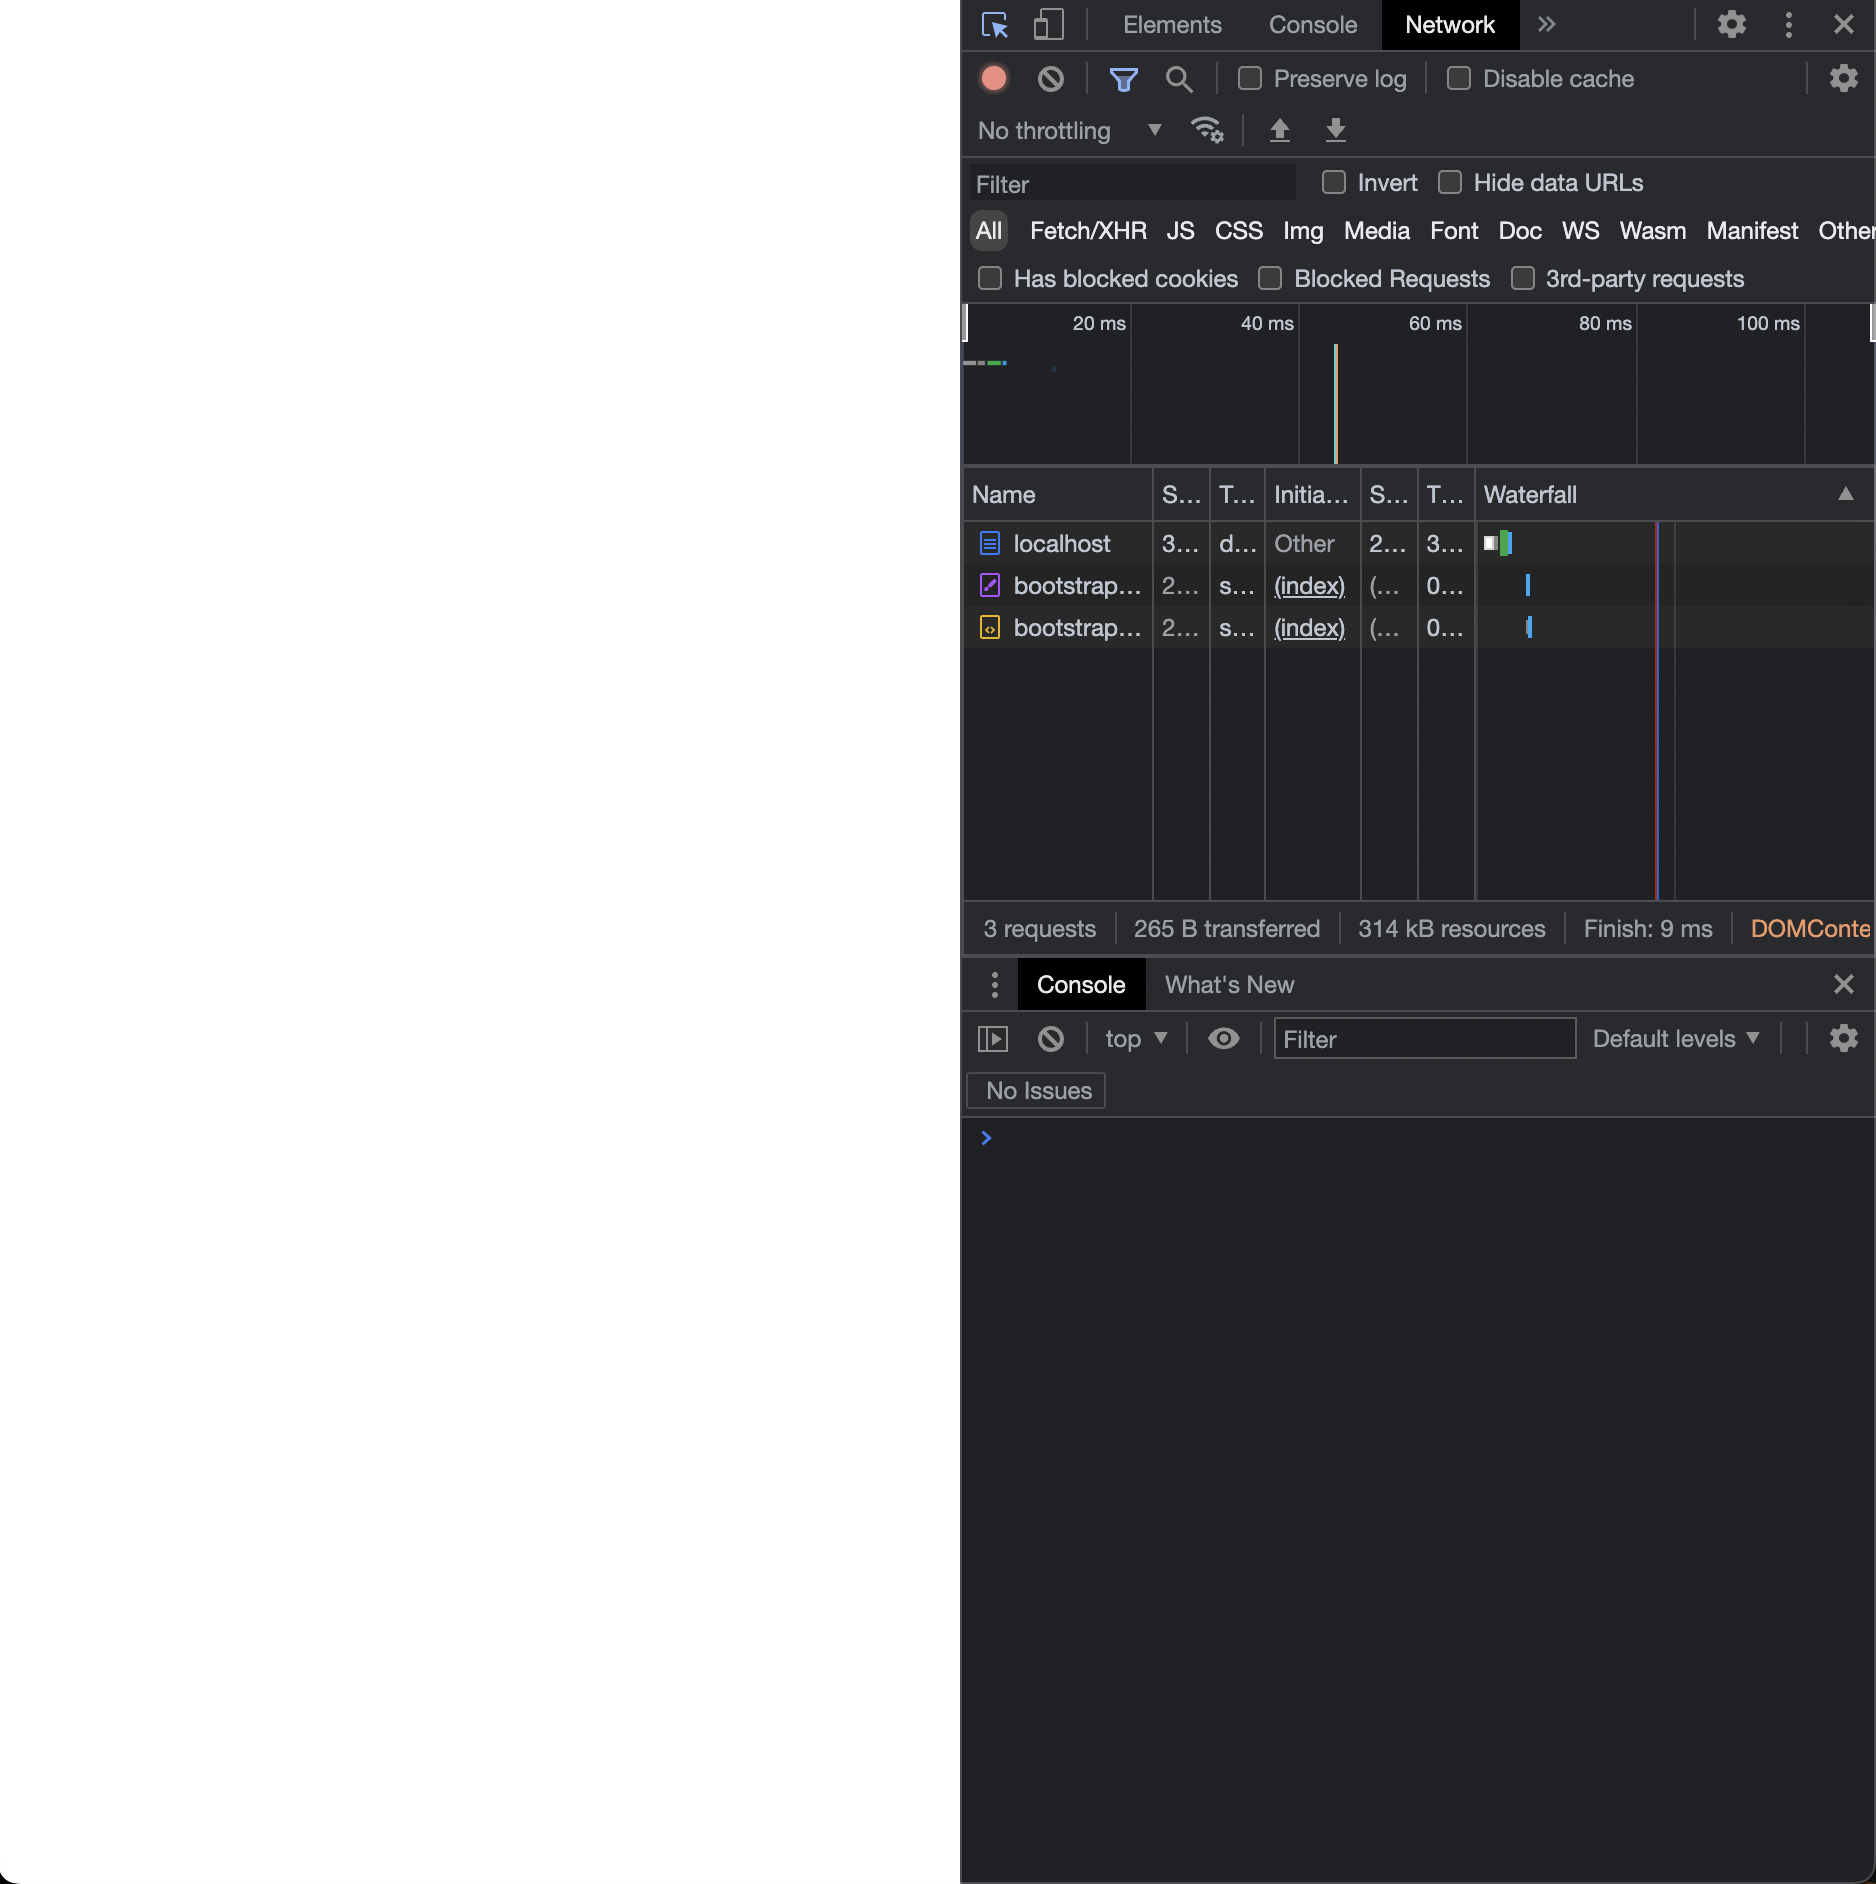 Elements Console Network
Preserve log Disable cache
No throttling
Filter Invert Hide data URLs
All Fetch/XHR JS CSS Img Media Font Doc WS Wasm Manifest Other
Has blocked cookies Blocked Requests 3rd-party requests
20 ms 40 ms 60 ms 80 ms 100 ms
Name S... T... Initia... S... T... Waterfall
localhost 3... d... Other 2... 3...
bootstrap... 2... s... (index) (... 0...
bootstrap... 2... s... (index) (... 0...
3 requests 265 B transferred 314 kB resources Finish: 9 ms DOMConte
Console What's New
top Filter Default levels
No Issues